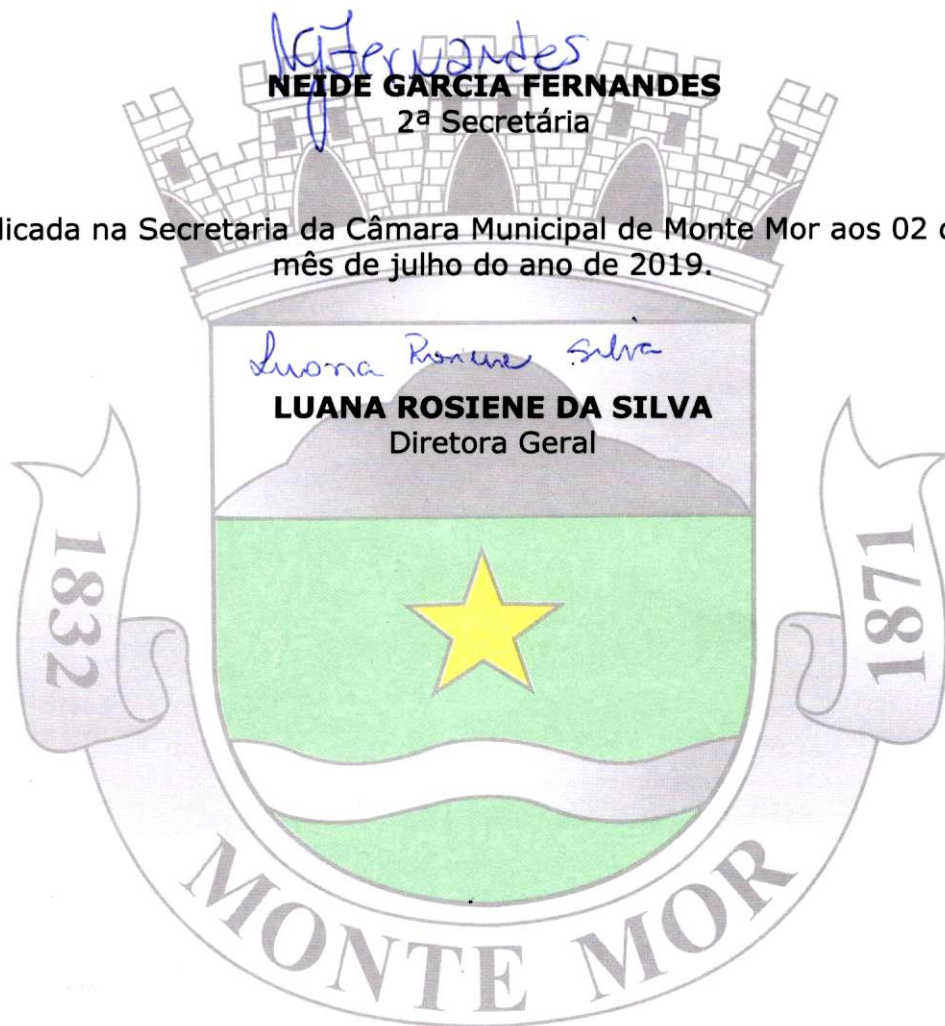 NGFernandes
NEIDE GARCIA FERNANDES
2ª Secretária
licada na Secretaria da Câmara Municipal de Monte Mor aos 02 d
mês de julho do ano de 2019.
Luana Rosiene Silva
LUANA ROSIENE DA SILVA
Diretora Geral
1832
1871
MONTE MOR